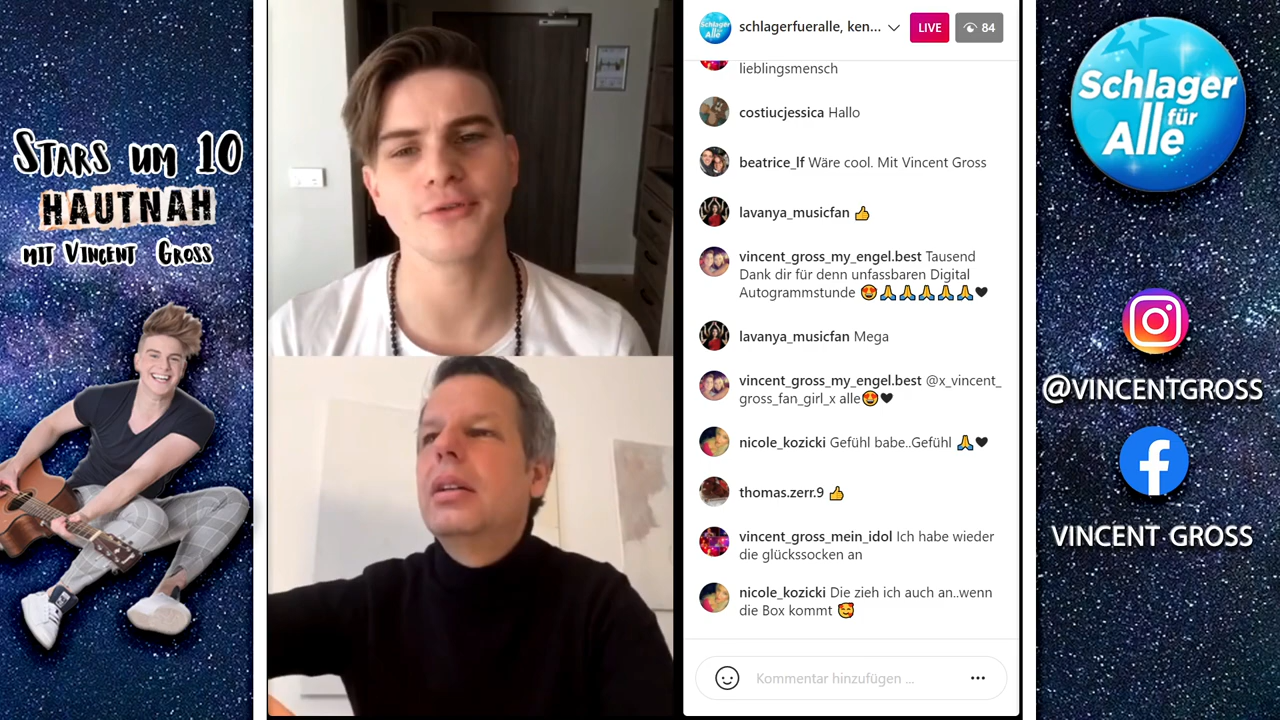 Stars um 10
HAUTNAH
mit Vincent Gross
schlagerfueralle, ken...
LIVE
84
lieblingsmensch
costiucjessica Hallo
beatrice_lf Wäre cool. Mit Vincent Gross
lavanya_musicfan 👍
vincent_gross_my_engel.best Tausend
Dank dir für denn unfassbaren Digital
Autogrammstunde 😍🙏🙏🙏🙏🙏🖤
lavanya_musicfan Mega
vincent_gross_my_engel.best @x_vincent_
gross_fan_girl_x alle😍🖤
nicole_kozicki Gefühl babe..Gefühl 🙏🖤
thomas.zerr.9 👍
vincent_gross_mein_idol Ich habe wieder
die glückssocken an
nicole_kozicki Die zieh ich auch an..wenn
die Box kommt 🥰
Kommentar hinzufügen ...
Schlager
für
Alle
@VINCENTGROSS
VINCENT GROSS